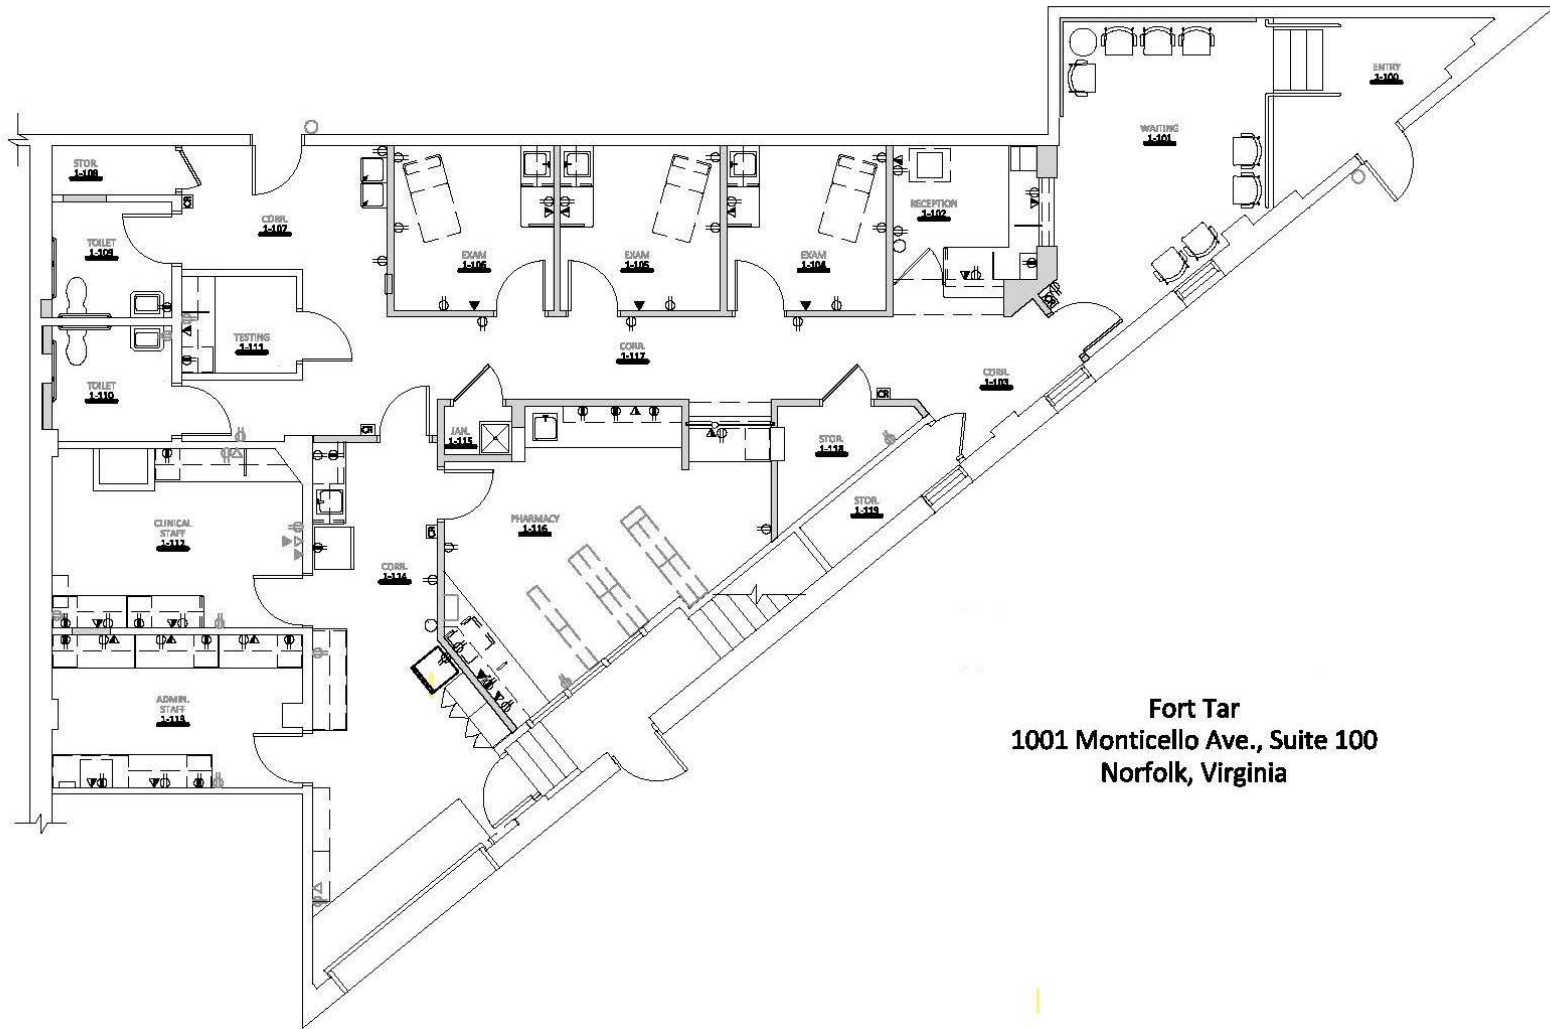 ENTRY
1-100
WAITING
1-101
STOR.
1-108
CORR.
1-107
RECEPTION
1-102
TOILET
1-109
EXAM
1-106
EXAM
1-105
EXAM
1-104
TESTING
1-111
CORR.
1-117
CORR.
1-103
TOILET
1-110
CR
CR
CR
JAN.
1-115
STOR.
1-118
STOR.
1-119
CLINICAL
STAFF
1-112
PHARMACY
1-116
CORR.
1-114
ADMIN.
STAFF
1-113
Fort Tar
1001 Monticello Ave., Suite 100
Norfolk, Virginia